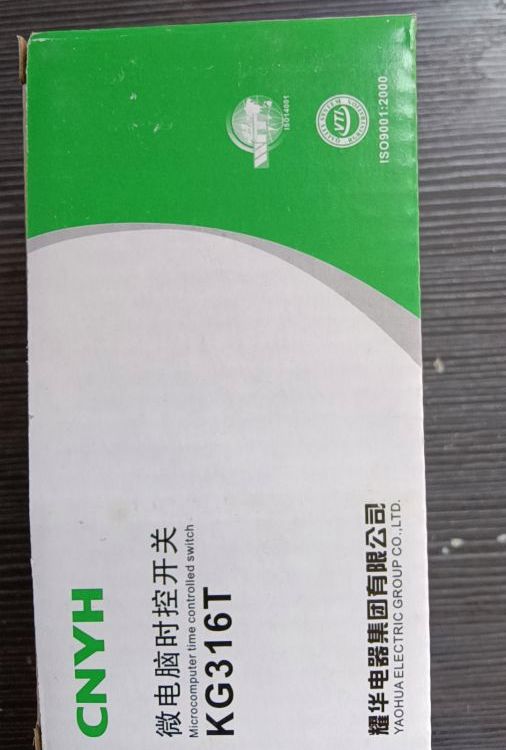 CNYH
微电脑时控开关
Microcomputer time controlled switch
KG316T
耀华电器集团有限公司
YAOHUA ELECTRIC GROUP CO.,LTD.
ISO14001
VTI
ISO9001:2000